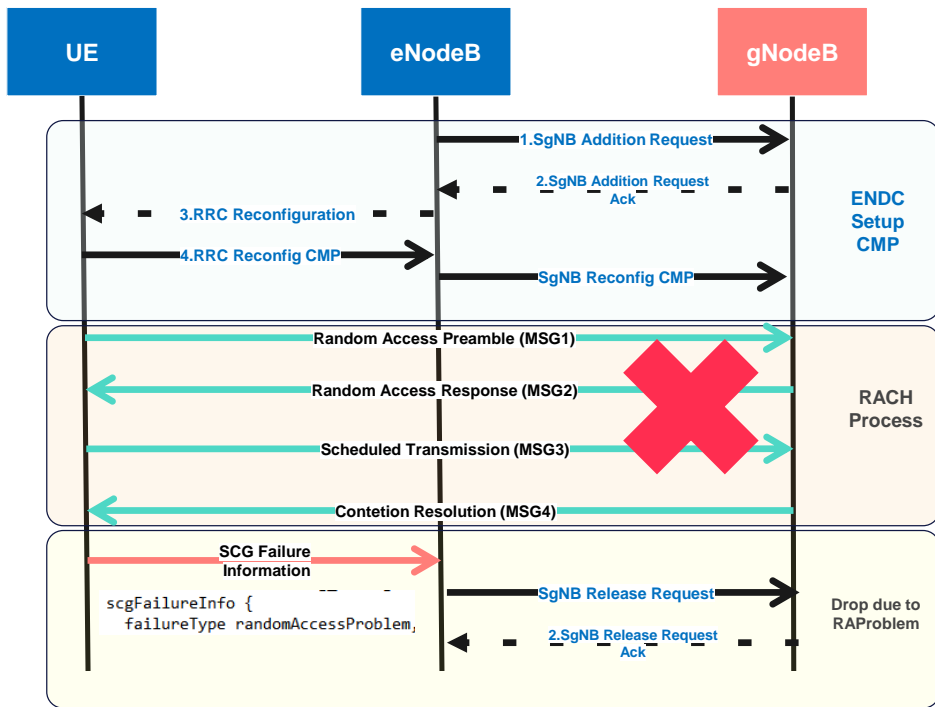 UE
eNodeB
gNodeB
1.SgNB Addition Request
2.SgNB Addition Request
Ack
3.RRC Reconfiguration
4.RRC Reconfig CMP
SgNB Reconfig CMP
ENDC
Setup
CMP
Random Access Preamble (MSG1)
Random Access Response (MSG2)
Scheduled Transmission (MSG3)
Contetion Resolution (MSG4)
RACH
Process
SCG Failure
Information
scgFailureInfo {
failureType randomAccessProblem,
SgNB Release Request
2.SgNB Release Request
Ack
Drop due to
RAProblem